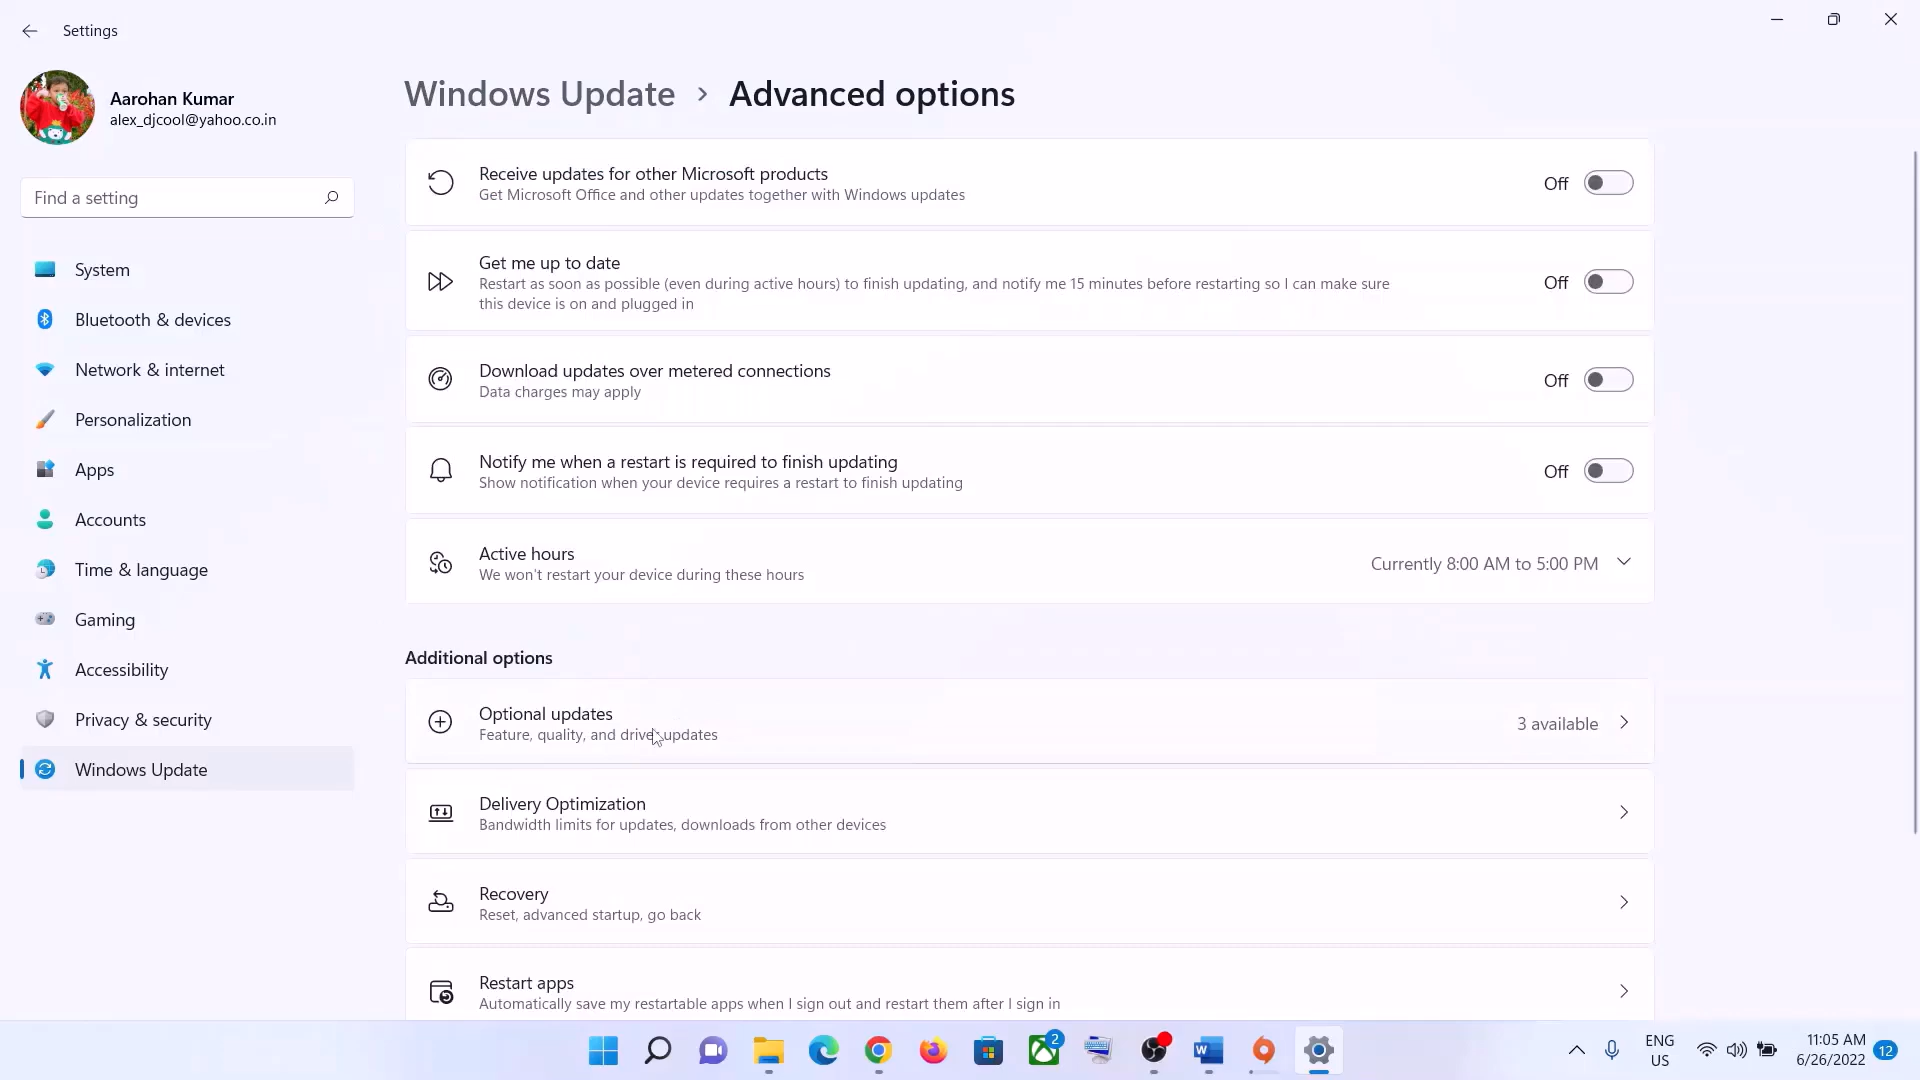 Settings
Aarohan Kumar
alex_djcool@yahoo.co.in
Find a setting
System
Bluetooth & devices
Network & internet
Personalization
Apps
Accounts
Time & language
Gaming
Accessibility
Privacy & security
Windows Update
Windows Update > Advanced options
Receive updates for other Microsoft products
Get Microsoft Office and other updates together with Windows updates
Off
Get me up to date
Restart as soon as possible (even during active hours) to finish updating, and notify me 15 minutes before restarting so I can make sure
this device is on and plugged in
Off
Download updates over metered connections
Data charges may apply
Off
Notify me when a restart is required to finish updating
Show notification when your device requires a restart to finish updating
Off
Active hours
We won't restart your device during these hours
Currently 8:00 AM to 5:00 PM
Additional options
Optional updates
Feature, quality, and driver updates
3 available
Delivery Optimization
Bandwidth limits for updates, downloads from other devices
Recovery
Reset, advanced startup, go back
Restart apps
Automatically save my restartable apps when I sign out and restart them after I sign in
2
W
ENG
US
11:05 AM
6/26/2022
12